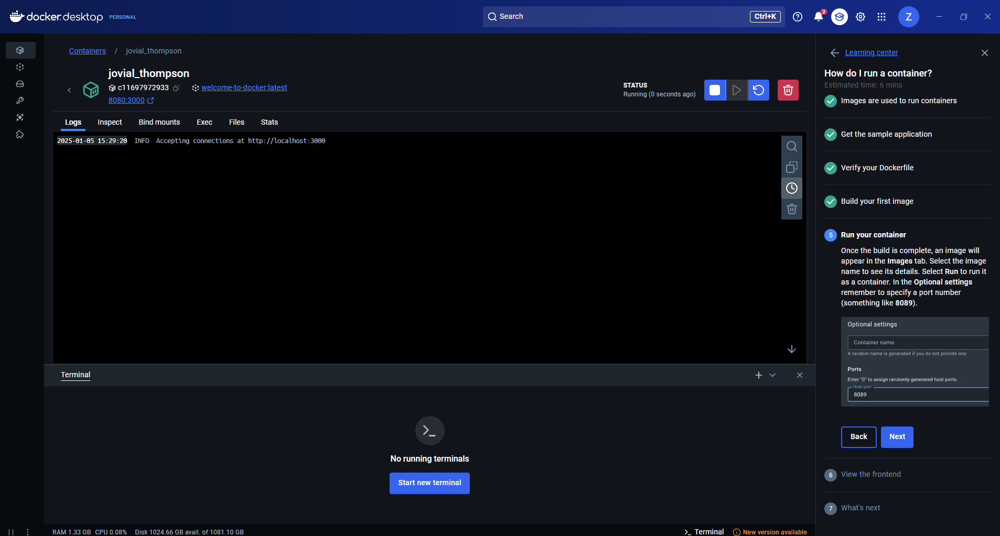 docker.desktop PERSONAL
Search
Ctrl+K
2
Z
Containers / jovial_thompson
jovial_thompson
c11697972933 welcome-to-docker:latest
8080:3000
STATUS
Running (0 seconds ago)
Logs Inspect Bind mounts Exec Files Stats
2025-01-05 15:29:20 INFO Accepting connections at http://localhost:3000
Terminal
No running terminals
Start new terminal
Learning center
How do I run a container?
Estimated time: 6 mins
Images are used to run containers
Get the sample application
Verify your Dockerfile
Build your first image
5 Run your container
Once the build is complete, an image will
appear in the Images tab. Select the image
name to see its details. Select Run to run it
as a container. In the Optional settings
remember to specify a port number
(something like 8089).
Optional settings
Container name
A random name is generated if you do not provide one.
Ports
Enter "0" to assign randomly generated host ports.
Host port
8089
Back Next
6 View the frontend
7 What's next
RAM 1.33 GB CPU 0.08% Disk 1024.66 GB avail. of 1081.10 GB
Terminal
New version available